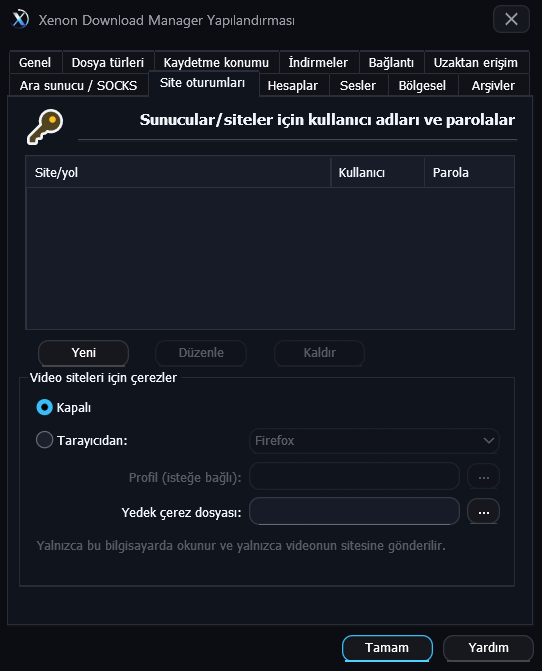 Xenon Download Manager Yapılandırması
Genel Dosya türleri Kaydetme konumu İndirmeler Bağlantı Uzaktan erişim
Ara sunucu / SOCKS Site oturumları Hesaplar Sesler Bölgesel Arşivler
Sunucular/siteler için kullanıcı adları ve parolalar
Site/yol Kullanıcı Parola
Yeni Düzenle Kaldır
Video siteleri için çerezler
Kapalı
Tarayıcıdan: Firefox
Profil (isteğe bağlı): ...
Yedek çerez dosyası: ...
Yalnızca bu bilgisayarda okunur ve yalnızca videonun sitesine gönderilir.
Tamam Yardım